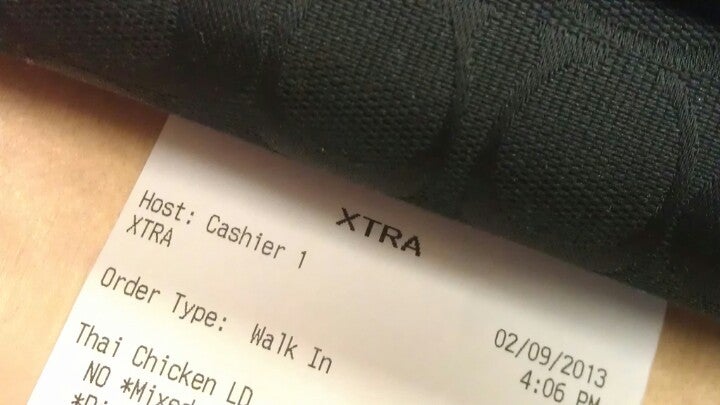 XTRA
Host: Cashier 1
XTRA
02/09/2013
4:06 PM
Order Type: Walk In
Thai Chicken LD
NO